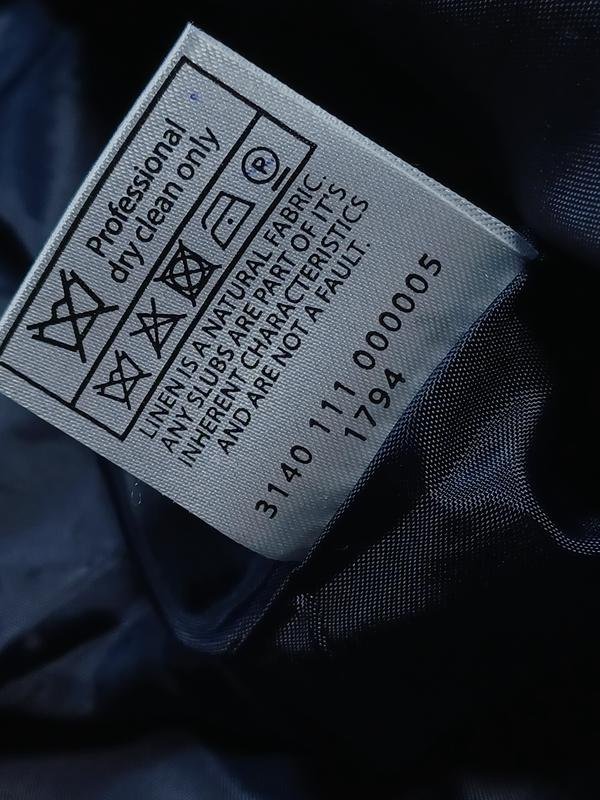 Professional
dry clean only
P
LINEN IS A NATURAL FABRIC.
ANY SLUBS ARE PART OF IT'S
INHERENT CHARACTERISTICS
AND ARE NOT A FAULT.
3140 111 000005
1794